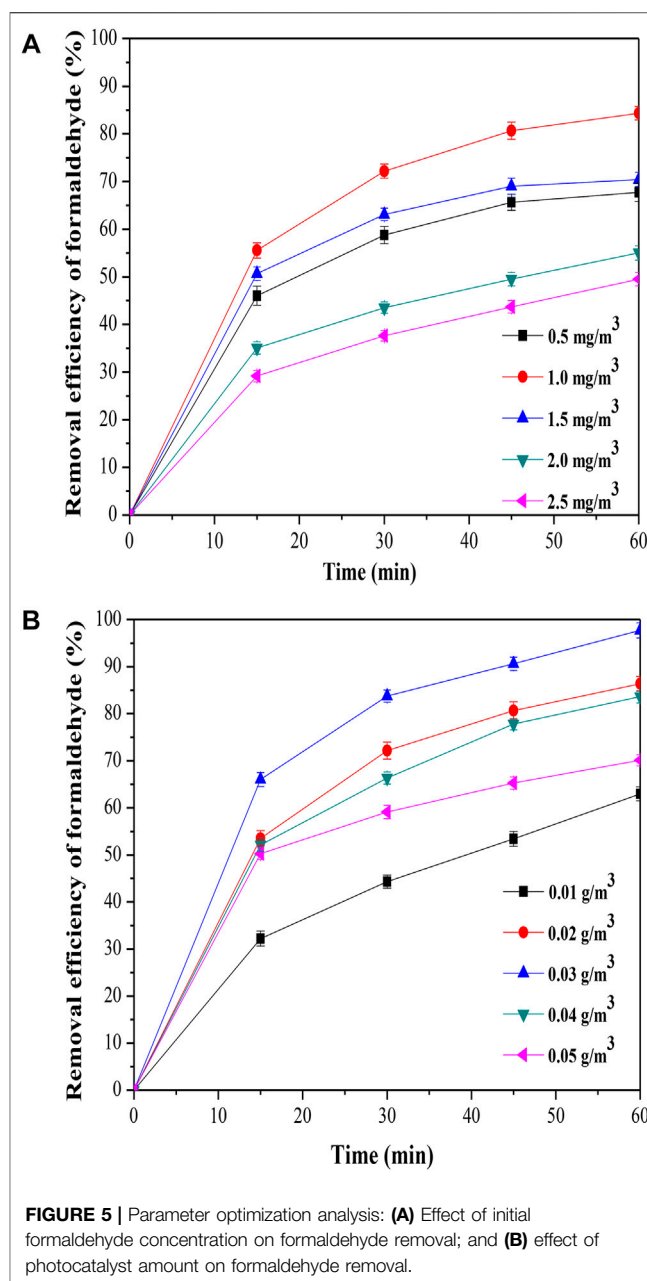 A
Removal efficiency of formaldehyde (%)
100
90
80
70
60
50
40
30
20
10
0
0.5 mg/m³
1.0 mg/m³
1.5 mg/m³
2.0 mg/m³
2.5 mg/m³
0 10 20 30 40 50 60
Time (min)
B
Removal efficiency of formaldehyde (%)
100
90
80
70
60
50
40
30
20
10
0
0.01 g/m³
0.02 g/m³
0.03 g/m³
0.04 g/m³
0.05 g/m³
0 10 20 30 40 50 60
Time (min)
FIGURE 5 | Parameter optimization analysis: (A) Effect of initial
formaldehyde concentration on formaldehyde removal; and (B) effect of
photocatalyst amount on formaldehyde removal.